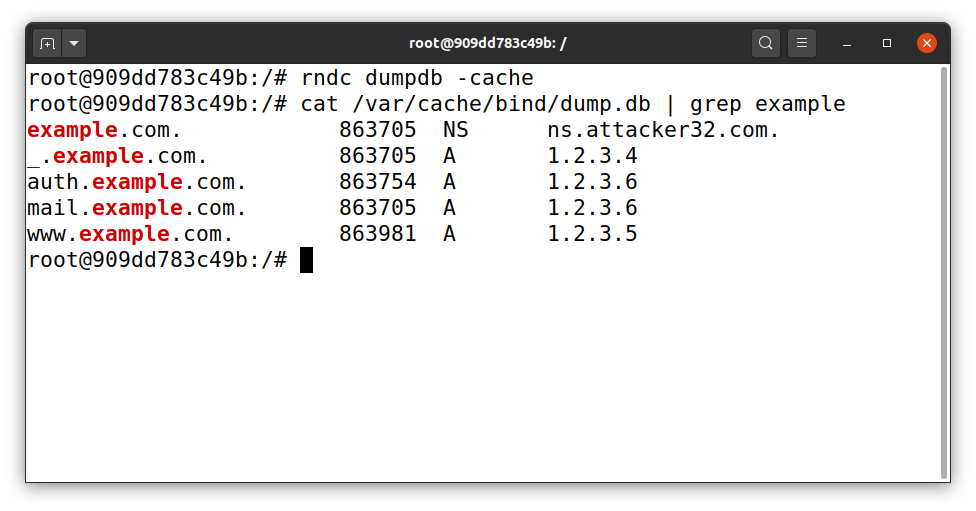 root@909dd783c49b: /
root@909dd783c49b:/# rndc dumpdb -cache
root@909dd783c49b:/# cat /var/cache/bind/dump.db | grep example
example.com. 863705 NS ns.attacker32.com.
_.example.com. 863705 A 1.2.3.4
auth.example.com. 863754 A 1.2.3.6
mail.example.com. 863705 A 1.2.3.6
www.example.com. 863981 A 1.2.3.5
root@909dd783c49b:/#